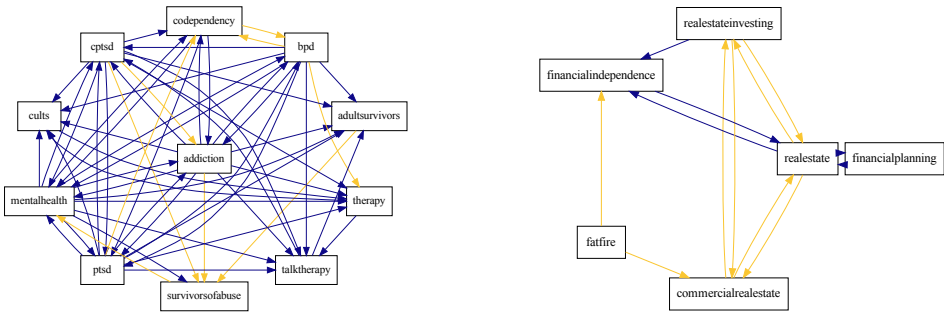 codependency
cptsd
bpd
cults
adultsurvivors
addiction
mentalhealth
therapy
ptsd
talktherapy
survivorsofabuse
realestateinvesting
financialindependence
realestate
financialplanning
fatfire
commercialrealestate